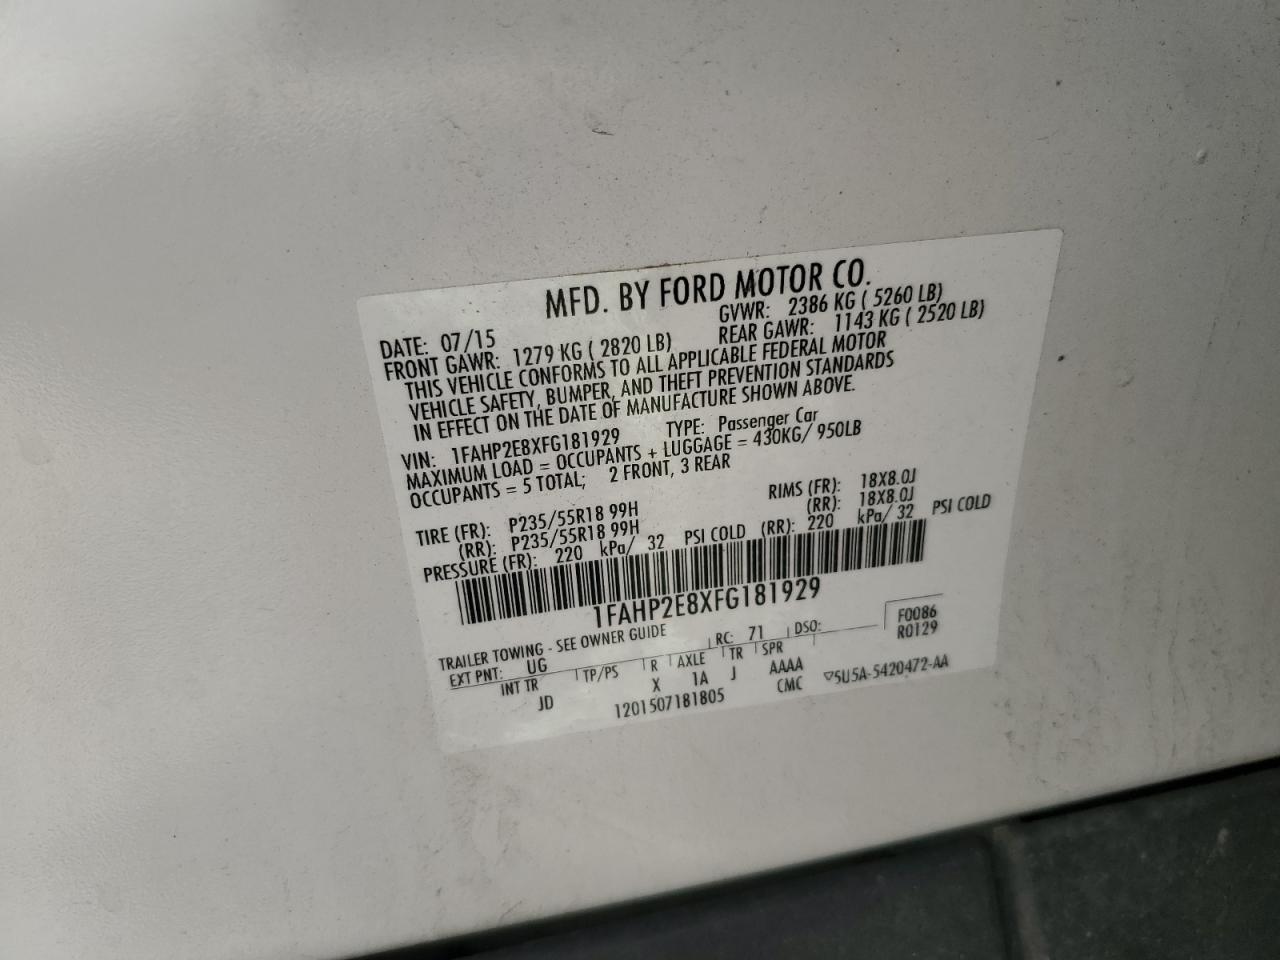 MFD. BY FORD MOTOR CO.
DATE: 07/15 GVWR: 2386 KG ( 5260 LB)
FRONT GAWR: 1279 KG ( 2820 LB) REAR GAWR: 1143 KG ( 2520 LB)
THIS VEHICLE CONFORMS TO ALL APPLICABLE FEDERAL MOTOR
VEHICLE SAFETY, BUMPER, AND THEFT PREVENTION STANDARDS
IN EFFECT ON THE DATE OF MANUFACTURE SHOWN ABOVE.
VIN: 1FAHP2E8XFG181929 TYPE: Passenger Car
MAXIMUM LOAD = OCCUPANTS + LUGGAGE = 430KG/ 950LB
OCCUPANTS = 5 TOTAL; 2 FRONT, 3 REAR
TIRE (FR): P235/55R18 99H RIMS (FR): 18X8.0J
(RR): P235/55R18 99H (RR): 18X8.0J
PRESSURE (FR): 220 kPa/ 32 PSI COLD (RR): 220 kPa/ 32 PSI COLD
1FAHP2E8XFG181929
TRAILER TOWING - SEE OWNER GUIDE F0086
EXT PNT: UG RC: 71 DSO: R0129
INT TR TP/PS R AXLE TR SPR
JD X 1A J AAAA ▽5U5A-5420472-AA
1201507181805 CMC